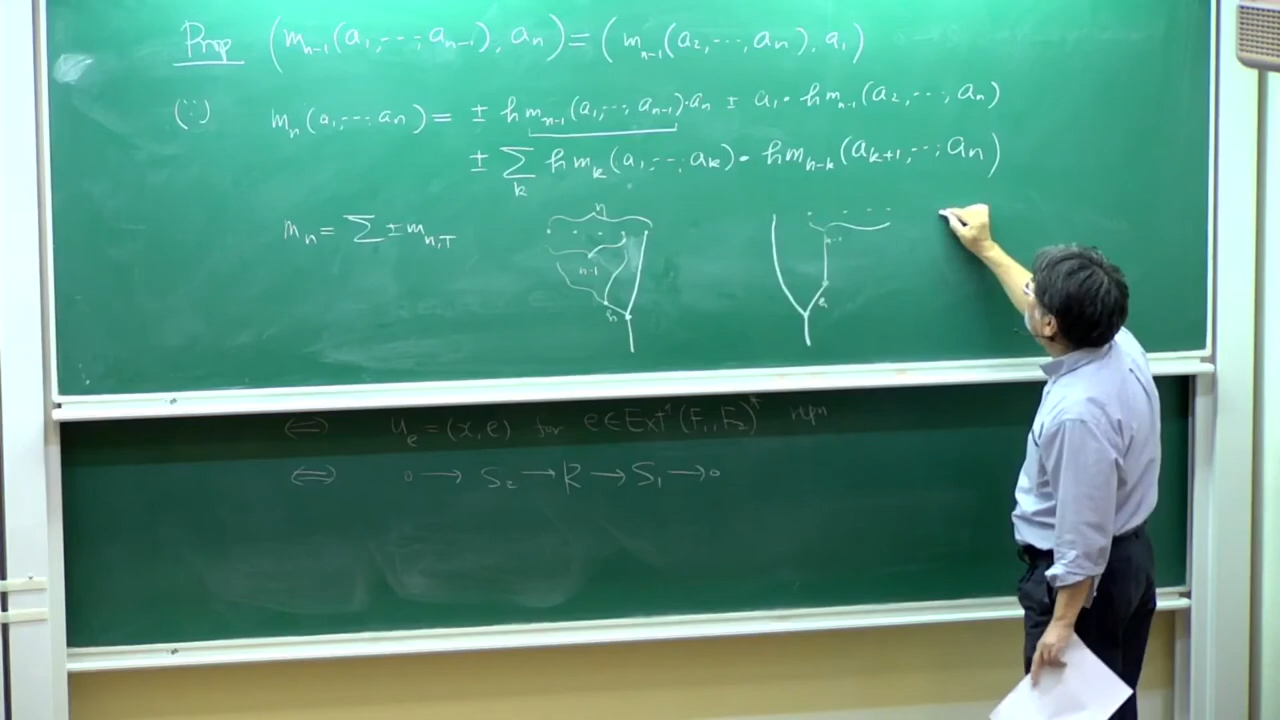 Prop (m_{n-1}(a_1, ..., a_{n-1}), a_n) = (m_{n-1}(a_2, ..., a_n), a_1)
(∵) m_n(a_1, ..., a_n) = ± h m_{n-1}(a_1, ..., a_{n-1})·a_n ± a_1·h m_{n-1}(a_2, ..., a_n)
± Σ_k h m_k(a_1, ..., a_k)·h m_{n-k}(a_{k+1}, ..., a_n)
n
m_n = Σ ± m_{n,T}
n-1
h
h
⇔ u_e = (x, e) for e ∈ Ext^1(F_1, F_2)^* repn
⇔ 0 → S_2 → R → S_1 → 0